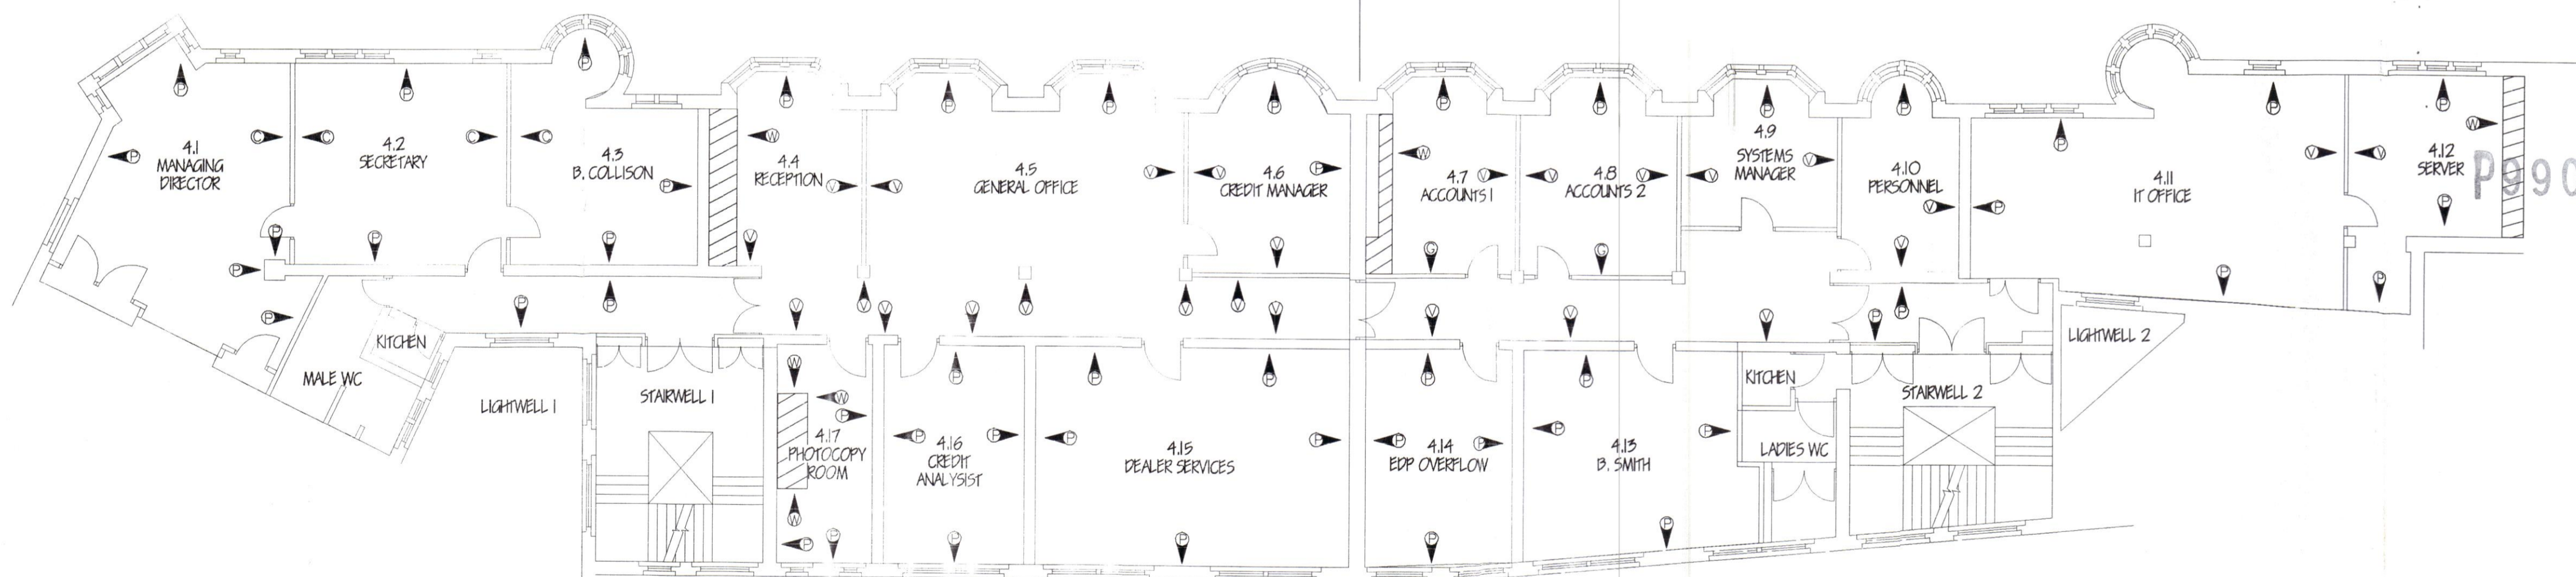 4.1
MANAGING
DIRECTOR
4.2
SECRETARY
4.3
B. COLLISON
4.4
RECEPTION
4.5
GENERAL OFFICE
4.6
CREDIT MANAGER
4.7
ACCOUNTS 1
4.8
ACCOUNTS 2
4.9
SYSTEMS
MANAGER
4.10
PERSONNEL
4.11
IT OFFICE
4.12
SERVER
P990
KITCHEN
MALE WC
LIGHTWELL 1
STAIRWELL 1
4.17
PHOTOCOPY
ROOM
4.16
CREDIT
ANALYSIST
4.15
DEALER SERVICES
4.14
EDP OVERFLOW
4.13
B. SMITH
KITCHEN
LADIES WC
STAIRWELL 2
LIGHTWELL 2